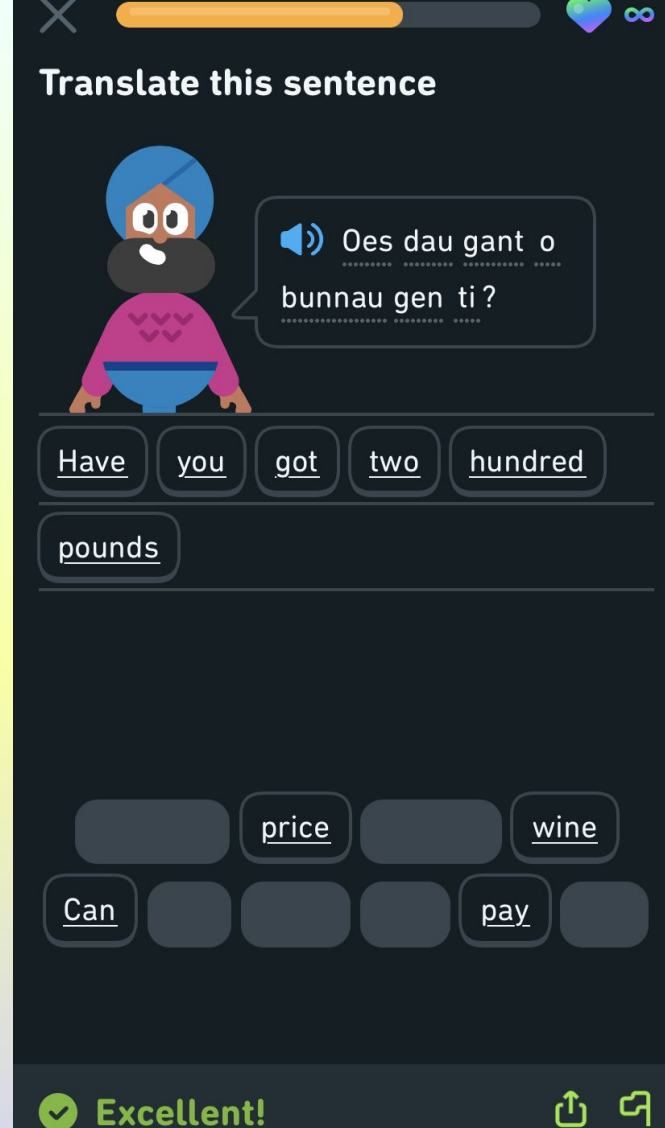 Translate this sentence
Oes dau gant o
bunnau gen ti?
Have you got two hundred
pounds
price wine
Can pay
Excellent!